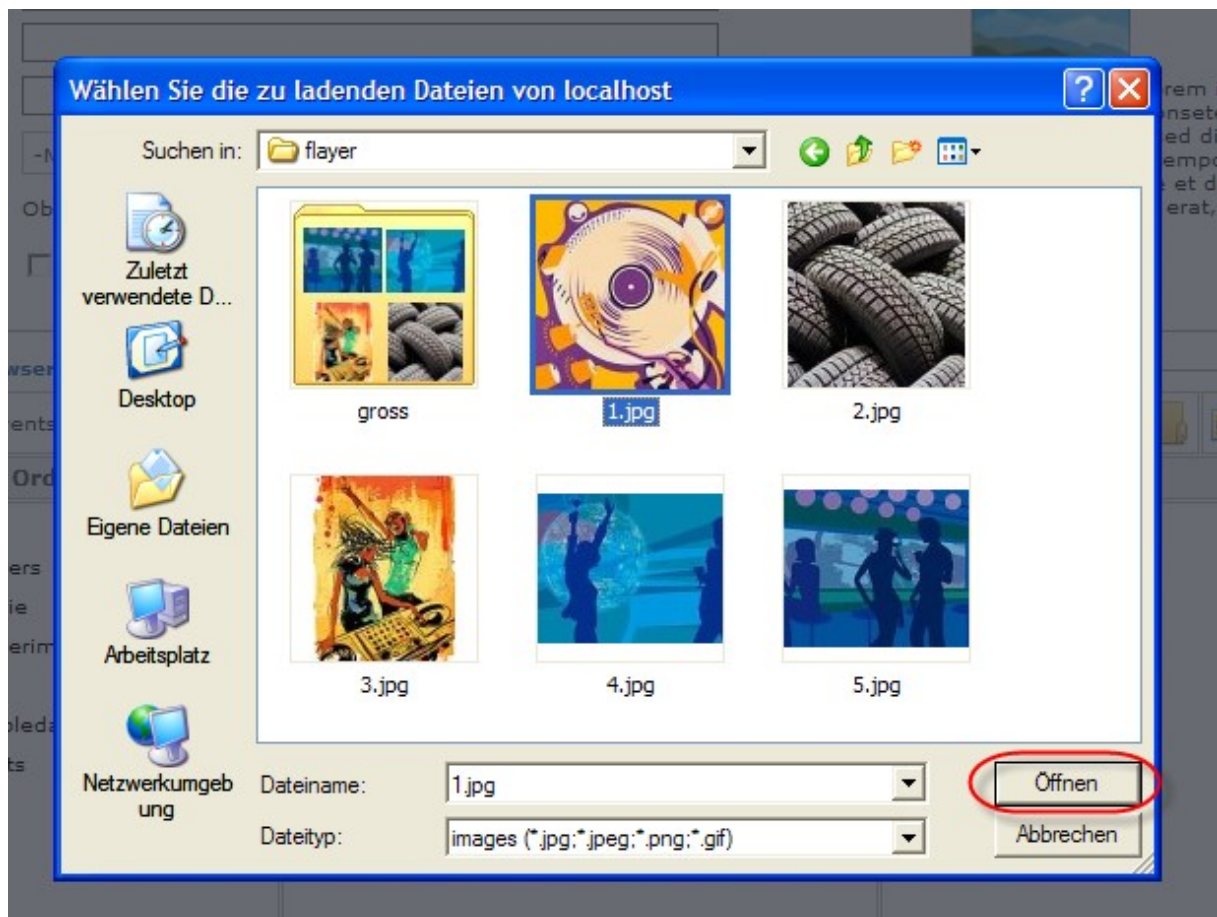 Wählen Sie die zu ladenden Dateien von localhost
Suchen in:
flayer
Zuletzt
verwendete D...
Desktop
Eigene Dateien
Arbeitsplatz
Netzwerkumgeb
ung
gross
1.jpg
2.jpg
3.jpg
4.jpg
5.jpg
Dateiname:
1.jpg
Öffnen
Dateityp:
images (*.jpg;*.jpeg;*.png;*.gif)
Abbrechen